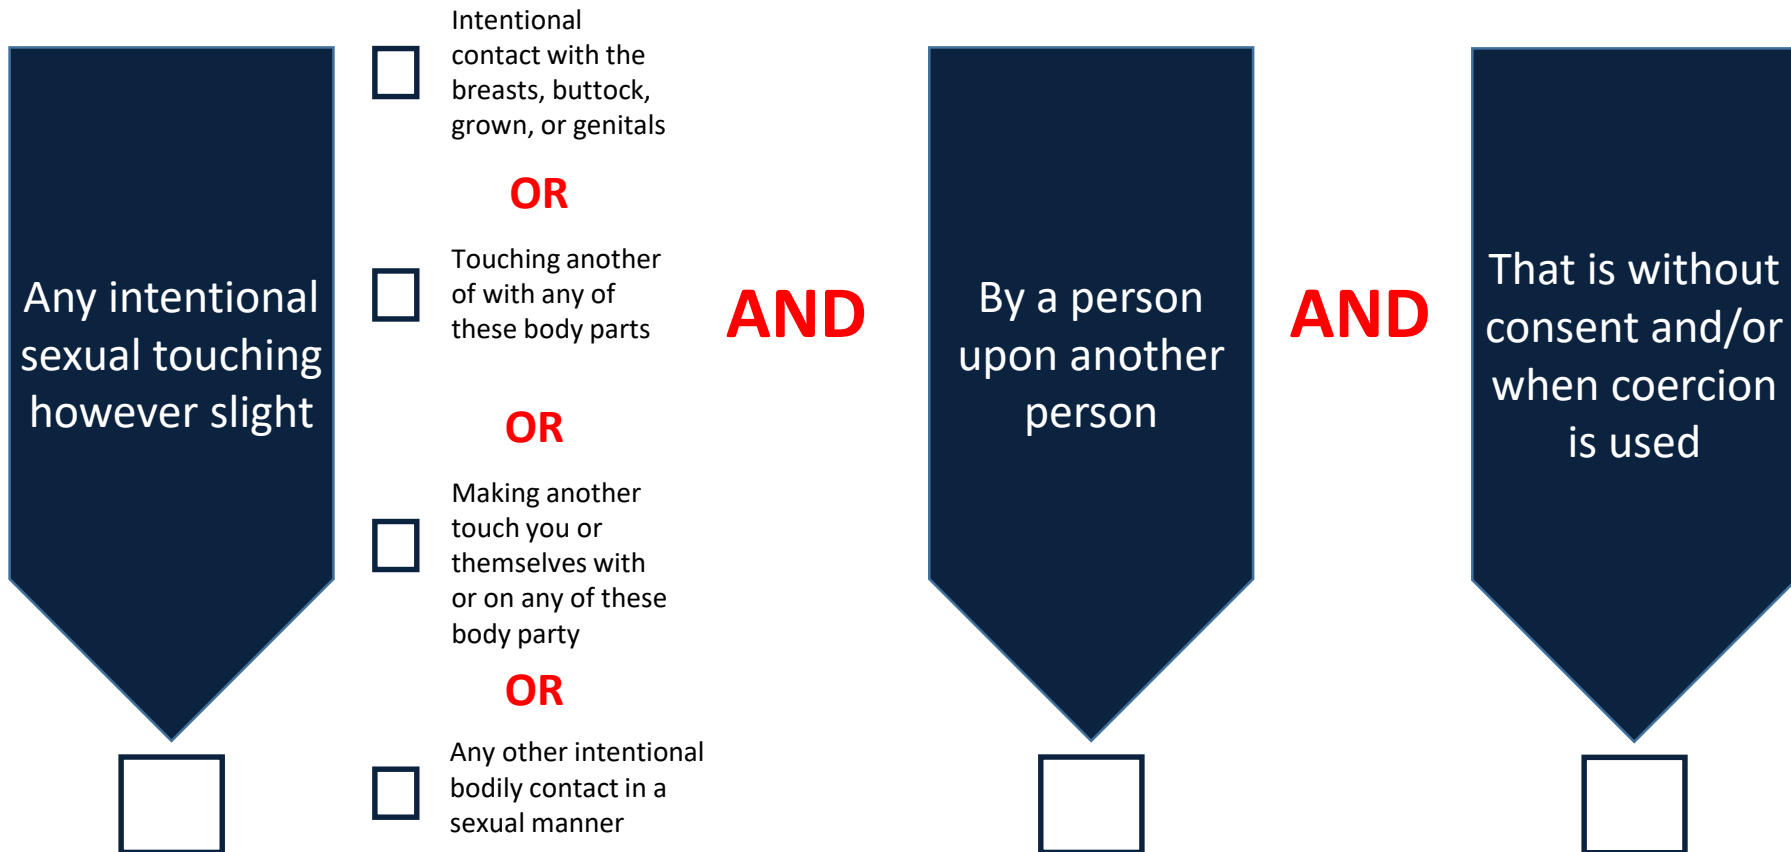 Any intentional
sexual touching
however slight
Intentional
contact with the
breasts, buttock,
grown, or genitals
OR
Touching another
of with any of
these body parts
OR
Making another
touch you or
themselves with
or on any of these
body party
OR
Any other intentional
bodily contact in a
sexual manner
AND
By a person
upon another
person
AND
That is without
consent and/or
when coercion
is used